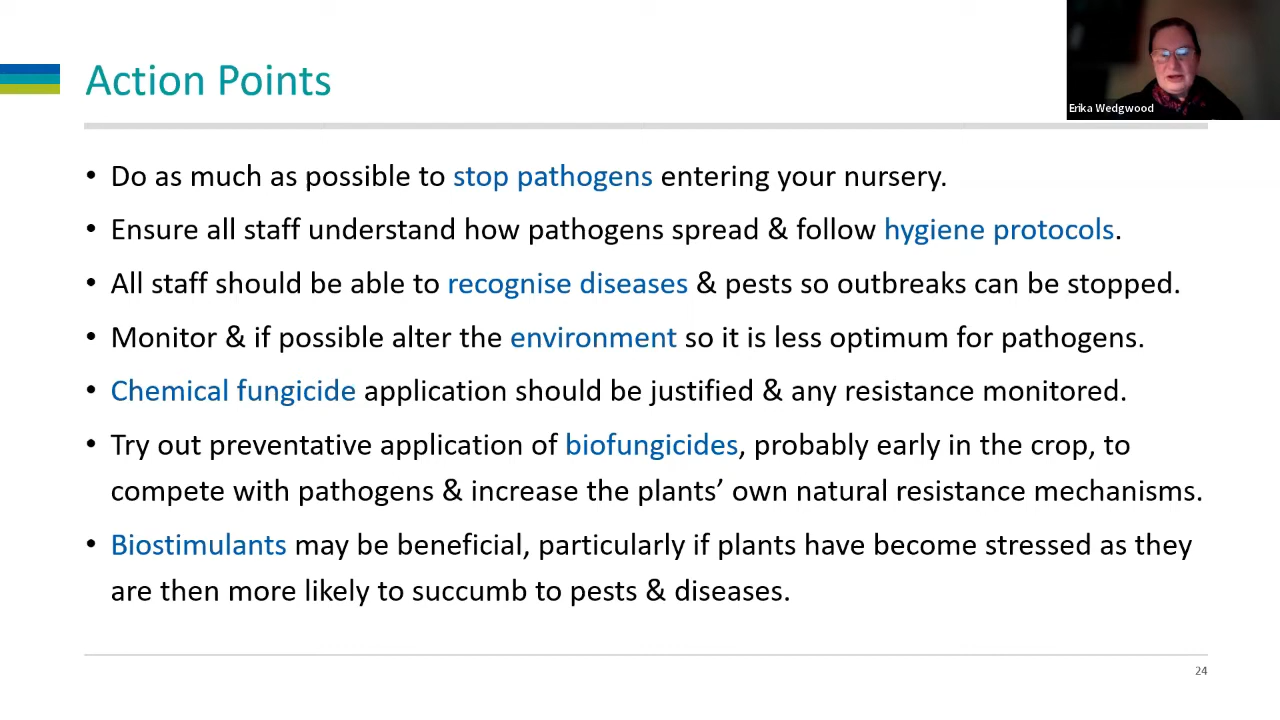 Action Points
Erika Wedgwood
• Do as much as possible to stop pathogens entering your nursery.
• Ensure all staff understand how pathogens spread & follow hygiene protocols.
• All staff should be able to recognise diseases & pests so outbreaks can be stopped.
• Monitor & if possible alter the environment so it is less optimum for pathogens.
• Chemical fungicide application should be justified & any resistance monitored.
• Try out preventative application of biofungicides, probably early in the crop, to
compete with pathogens & increase the plants’ own natural resistance mechanisms.
• Biostimulants may be beneficial, particularly if plants have become stressed as they
are then more likely to succumb to pests & diseases.
24